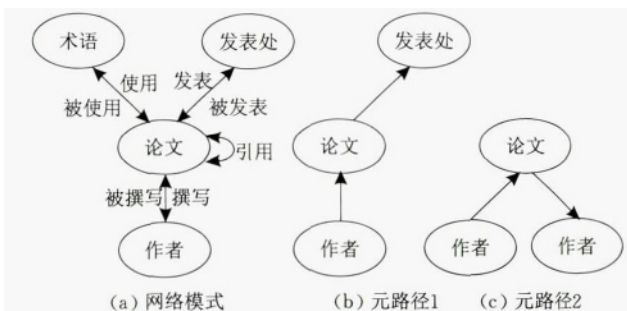 术语
发表处
发表处
使用
发表
被使用
被发表
论文
引用
论文
论文
被撰写
撰写
作者
作者
作者
作者
(a)网络模式
(b)元路径1
(c)元路径2